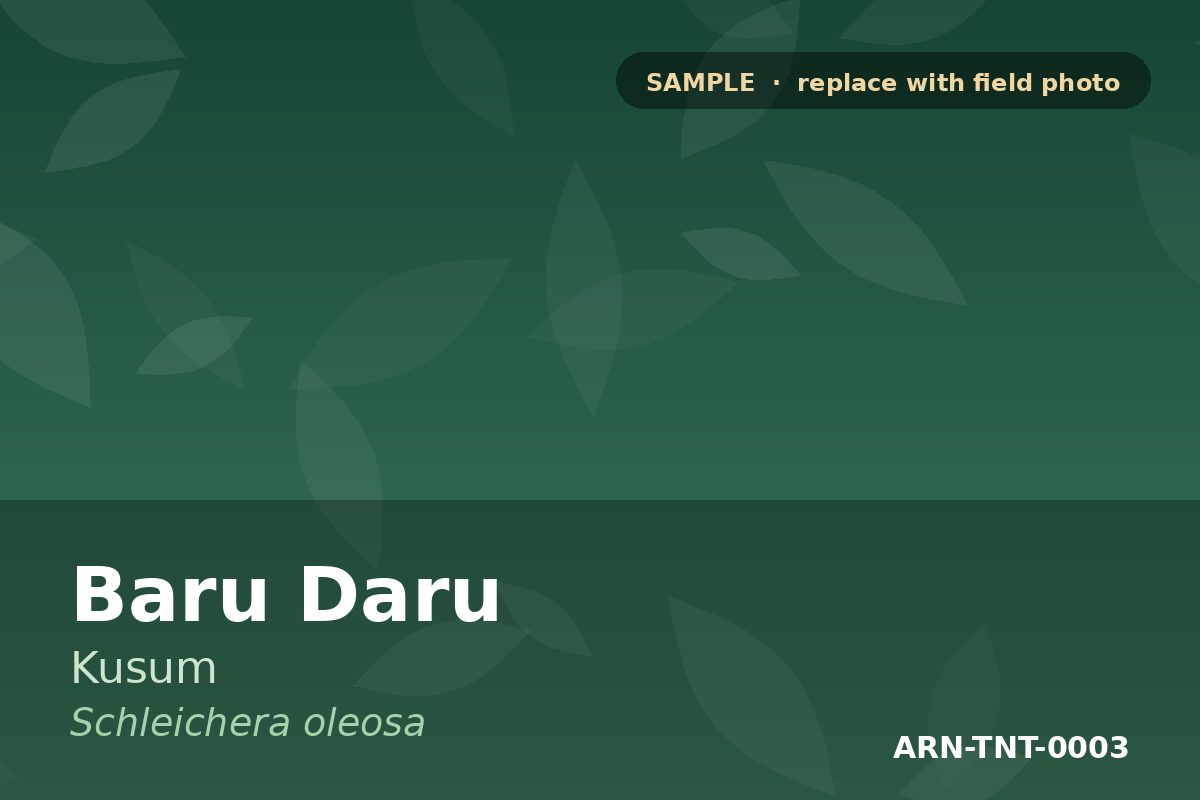 SAMPLE · replace with field photo
Baru Daru
Kusum
Schleichera oleosa
ARN-TNT-0003